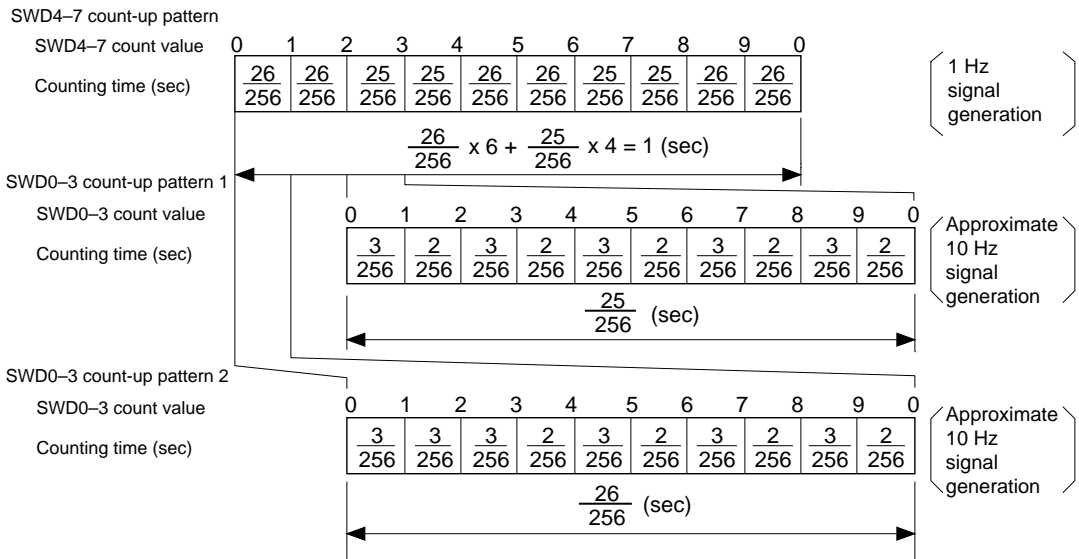 SWD4–7 count-up pattern
SWD4–7 count value 0 1 2 3 4 5 6 7 8 9 0
Counting time (sec) 26/256 26/256 25/256 25/256 26/256 26/256 25/256 25/256 26/256 26/256
1 Hz
signal
generation
26/256 x 6 + 25/256 x 4 = 1 (sec)
SWD0–3 count-up pattern 1
SWD0–3 count value 0 1 2 3 4 5 6 7 8 9 0
Counting time (sec) 3/256 2/256 3/256 2/256 3/256 2/256 3/256 2/256 3/256 2/256
Approximate
10 Hz
signal
generation
25/256 (sec)
SWD0–3 count-up pattern 2
SWD0–3 count value 0 1 2 3 4 5 6 7 8 9 0
Counting time (sec) 3/256 3/256 3/256 2/256 3/256 2/256 3/256 2/256 3/256 2/256
Approximate
10 Hz
signal
generation
26/256 (sec)